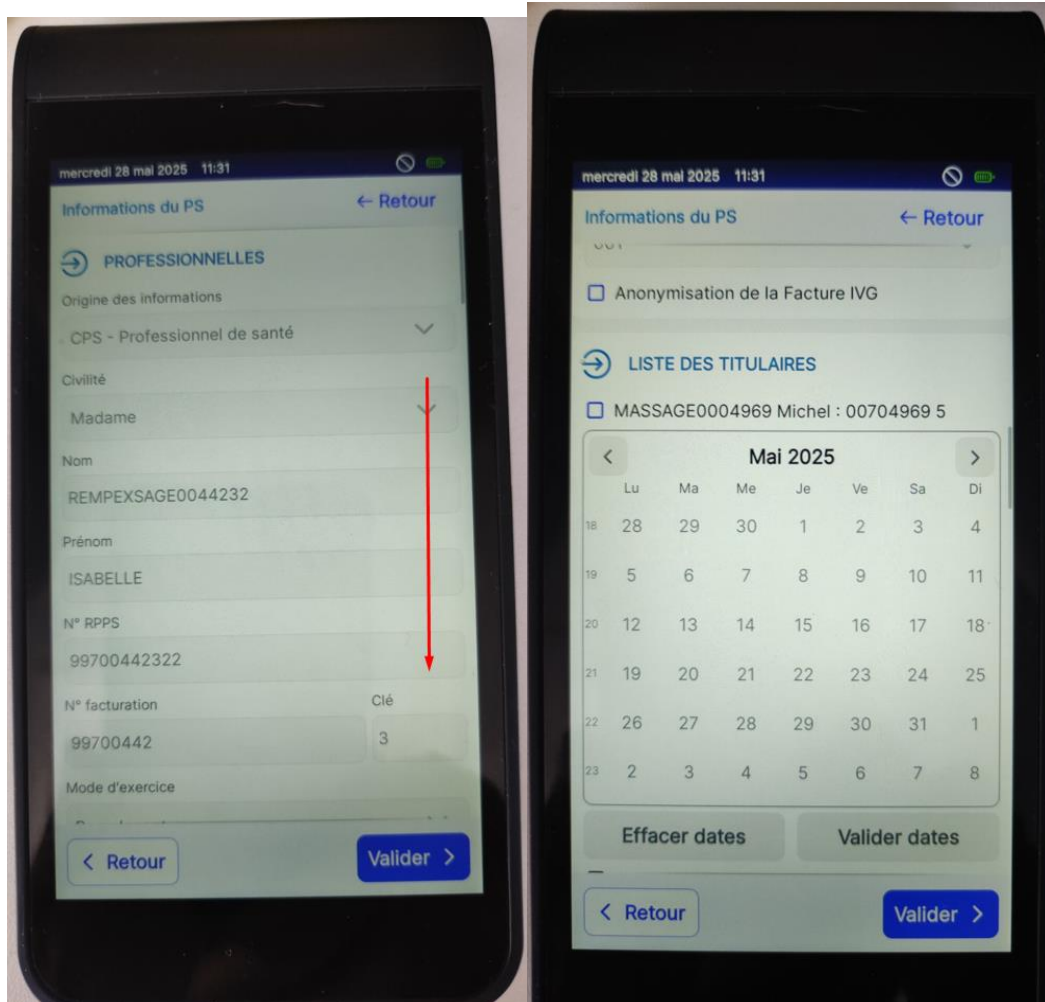 mercredi 28 mai 2025 11:31
Informations du PS ← Retour
PROFESSIONNELLES
Origine des informations
CPS - Professionnel de santé
Civilité
Madame
Nom
REMPEXSAGE0044232
Prénom
ISABELLE
N° RPPS
99700442322
N° facturation Clé
99700442 3
Mode d'exercice
< Retour Valider >
mercredi 28 mai 2025 11:31
Informations du PS ← Retour
Anonymisation de la Facture IVG
LISTE DES TITULAIRES
MASSAGE0004969 Michel : 00704969 5
< Mai 2025 >
Lu Ma Me Je Ve Sa Di
18 28 29 30 1 2 3 4
19 5 6 7 8 9 10 11
20 12 13 14 15 16 17 18
21 19 20 21 22 23 24 25
22 26 27 28 29 30 31 1
23 2 3 4 5 6 7 8
Effacer dates Valider dates
< Retour Valider >